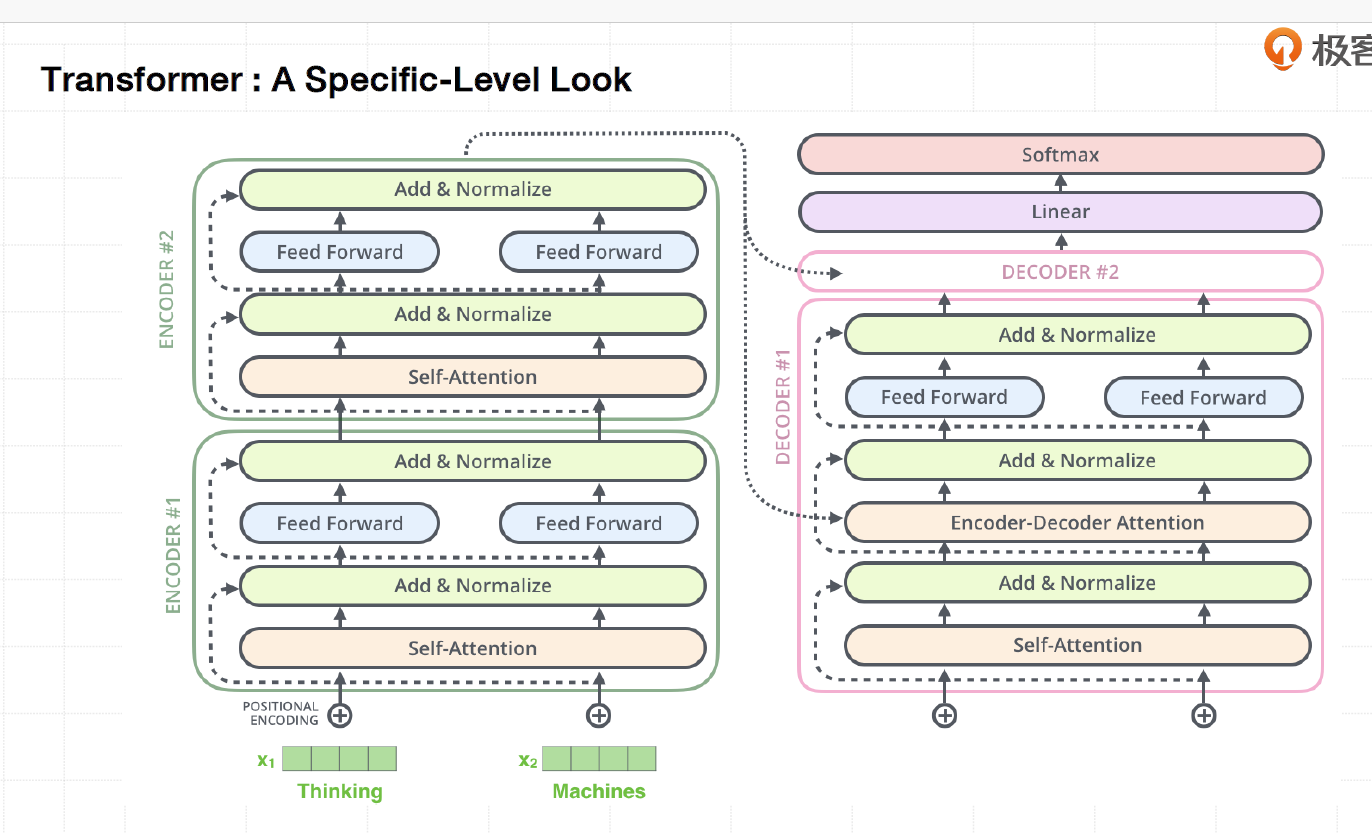 极客
Transformer : A Specific-Level Look
ENCODER #2
Add & Normalize
Feed Forward
Feed Forward
Add & Normalize
Self-Attention
ENCODER #1
Add & Normalize
Feed Forward
Feed Forward
Add & Normalize
Self-Attention
POSITIONAL
ENCODING
x₁
Thinking
x₂
Machines
Softmax
Linear
DECODER #2
DECODER #1
Add & Normalize
Feed Forward
Feed Forward
Add & Normalize
Encoder-Decoder Attention
Add & Normalize
Self-Attention